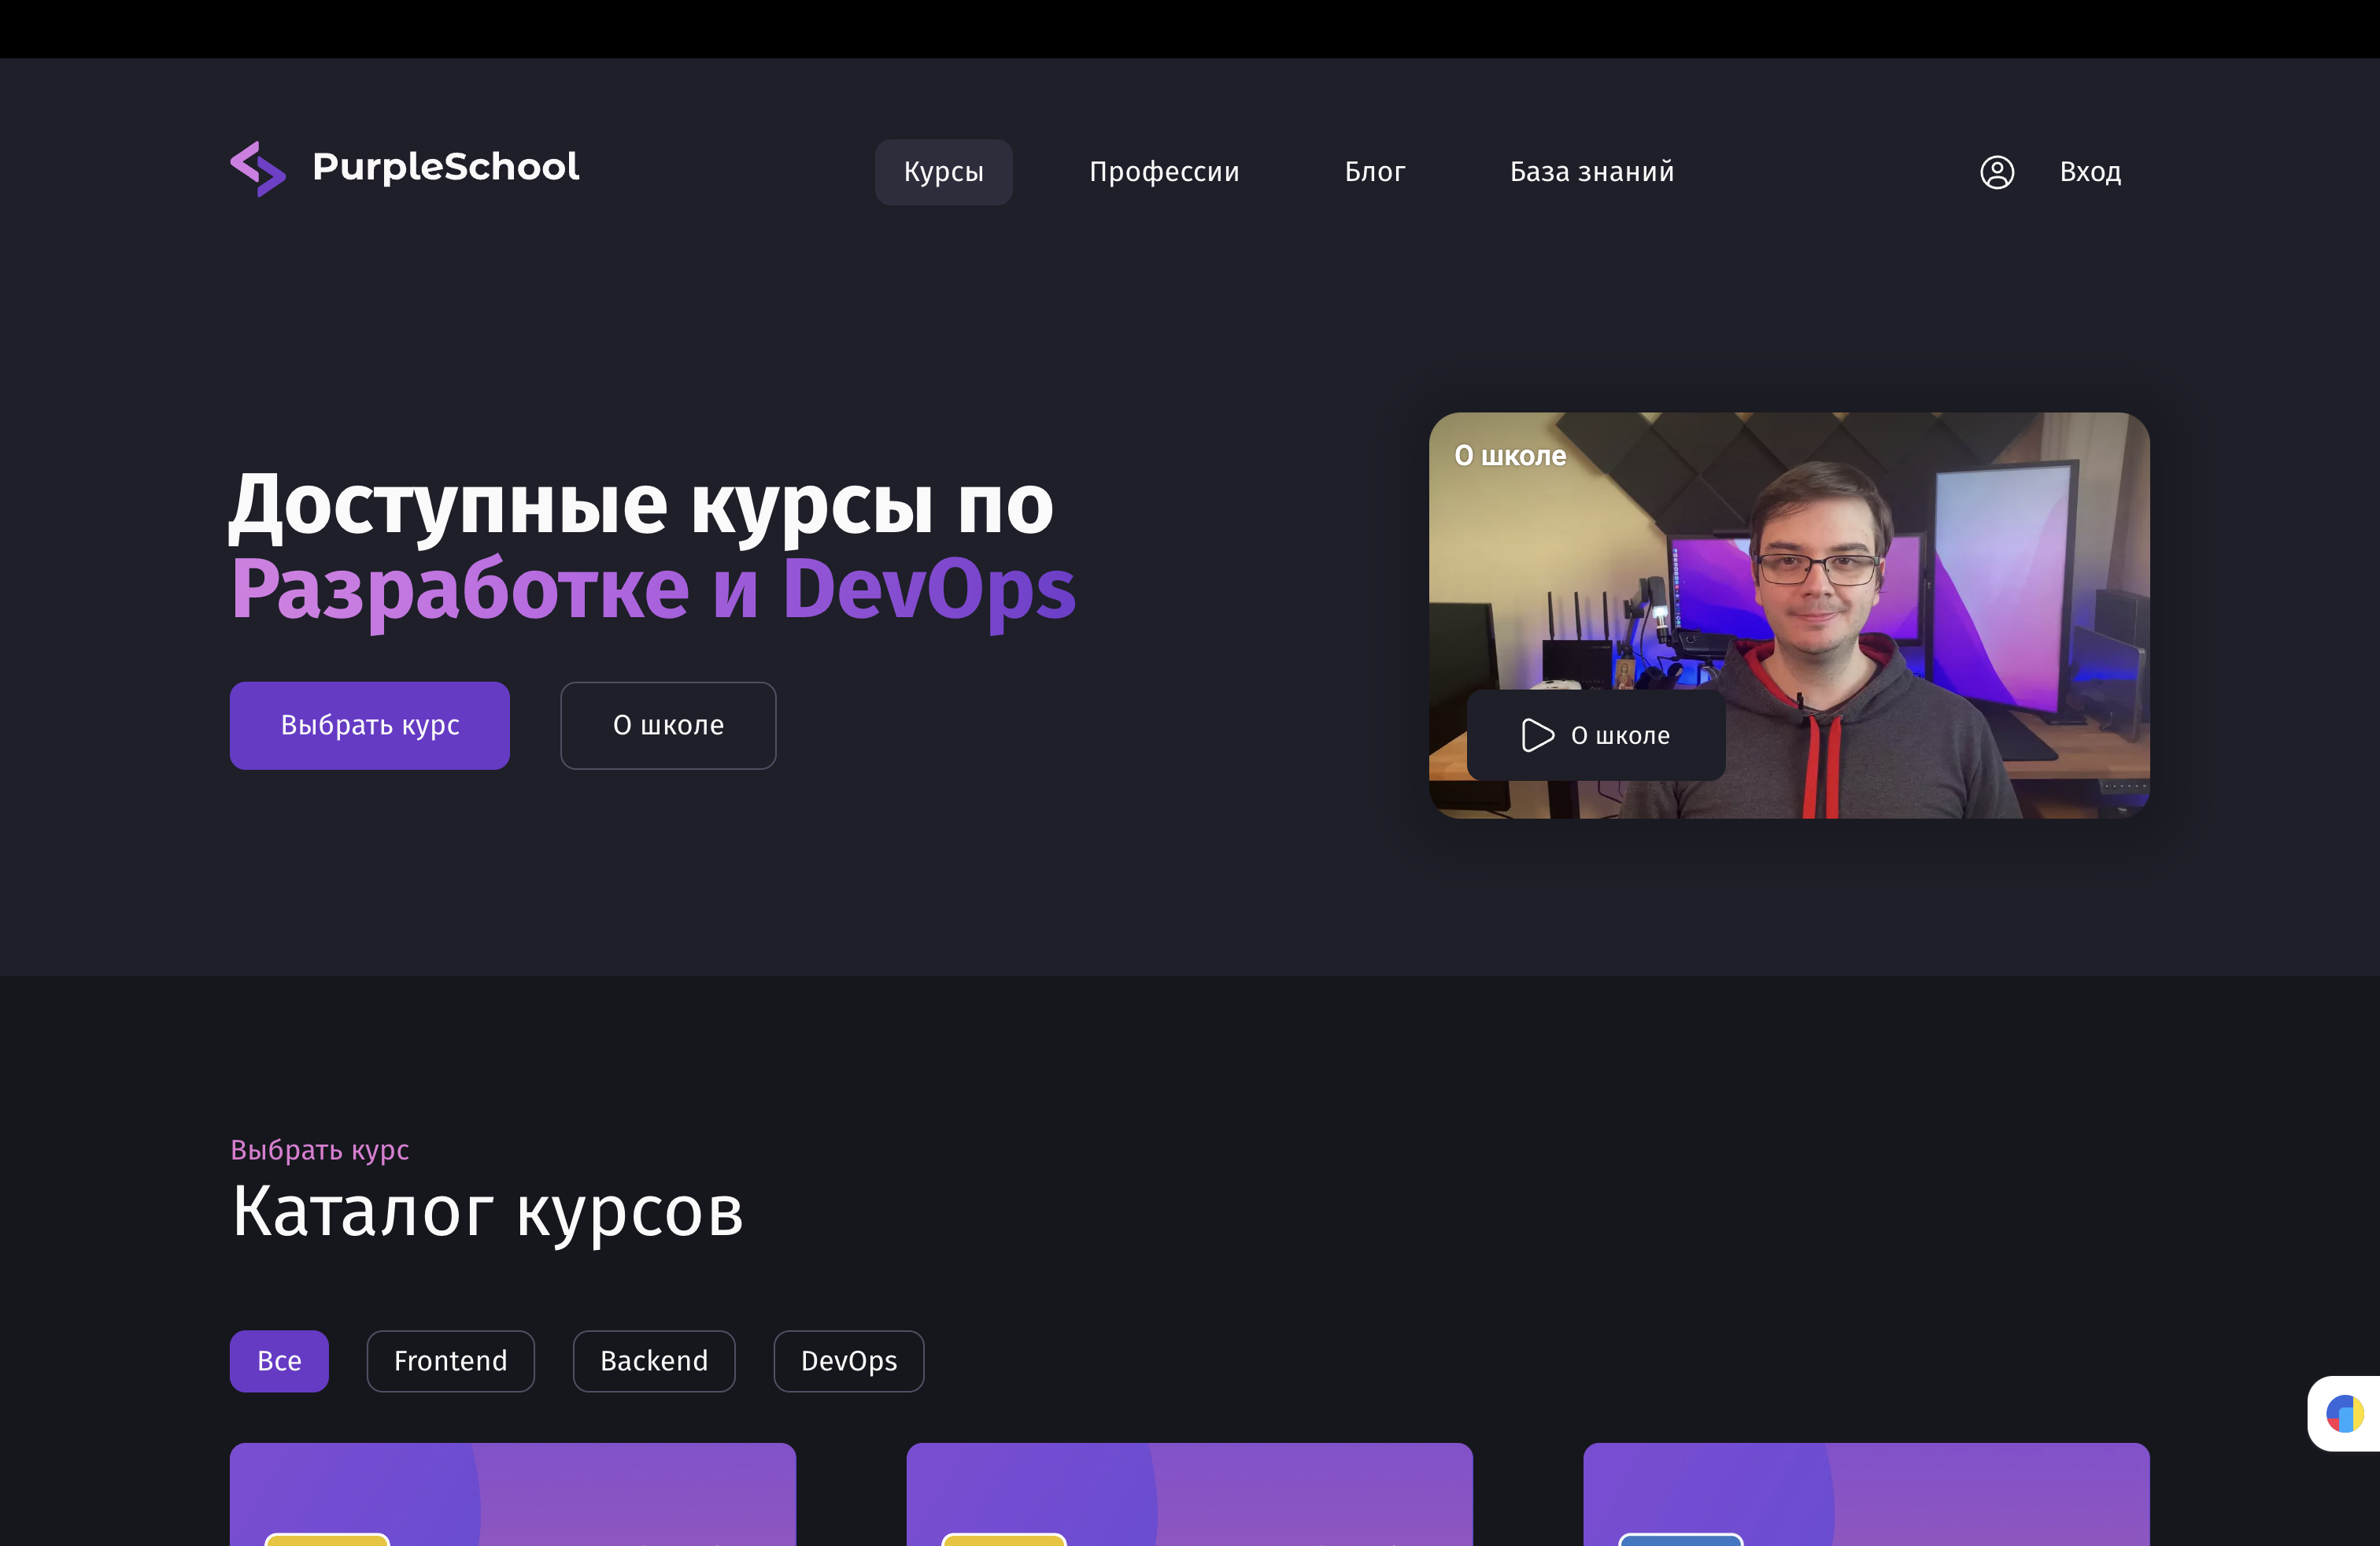 PurpleSchool
Курсы
Профессии
Блог
База знаний
Вход
Доступные курсы по
Разработке и DevOps
Выбрать курс
О школе
О школе
О школе
Выбрать курс
Каталог курсов
Все
Frontend
Backend
DevOps